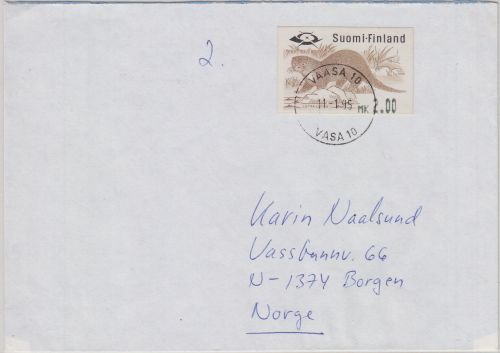 2.
Suomi-Finland
VAASA 10
11-1.95
MK 2.00
VASA 10
Karin Naalsund
Vassbunnv. 66
N-1374 Borgen
Norge